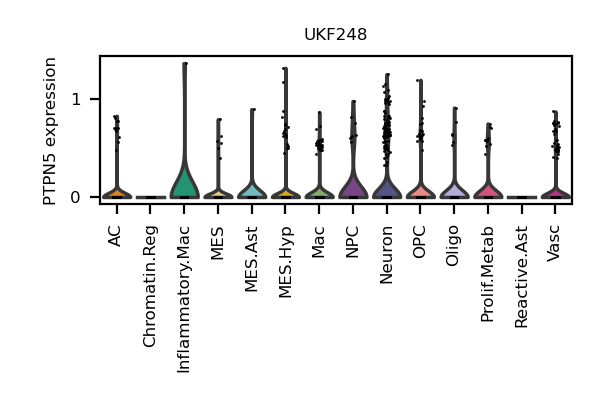 UKF248
PTPN5 expression
1
0
AC
Chromatin.Reg
Inflammatory.Mac
MES
MES.Ast
MES.Hyp
Mac
NPC
Neuron
OPC
Oligo
Prolif.Metab
Reactive.Ast
Vasc